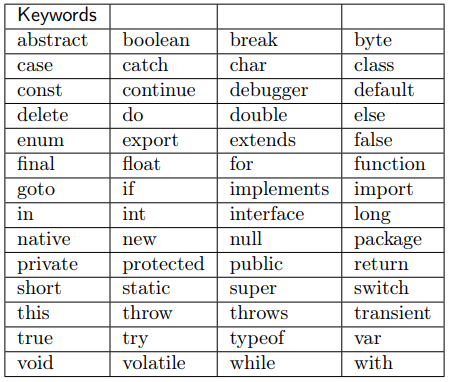 Keywords
abstract boolean break byte
case catch char class
const continue debugger default
delete do double else
enum export extends false
final float for function
goto if implements import
in int interface long
native new null package
private protected public return
short static super switch
this throw throws transient
true try typeof var
void volatile while with